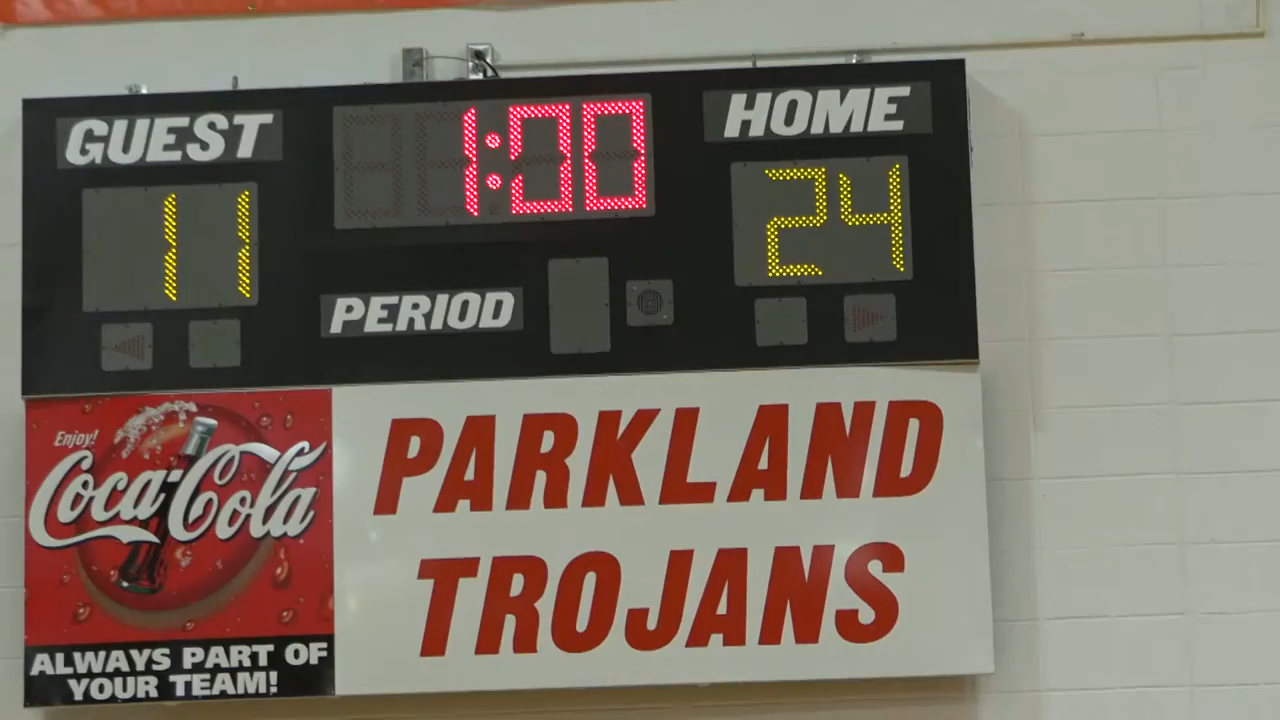 GUEST 1:00 HOME
11 24
PERIOD
Enjoy!
Coca-Cola
ALWAYS PART OF
YOUR TEAM!
PARKLAND
TROJANS